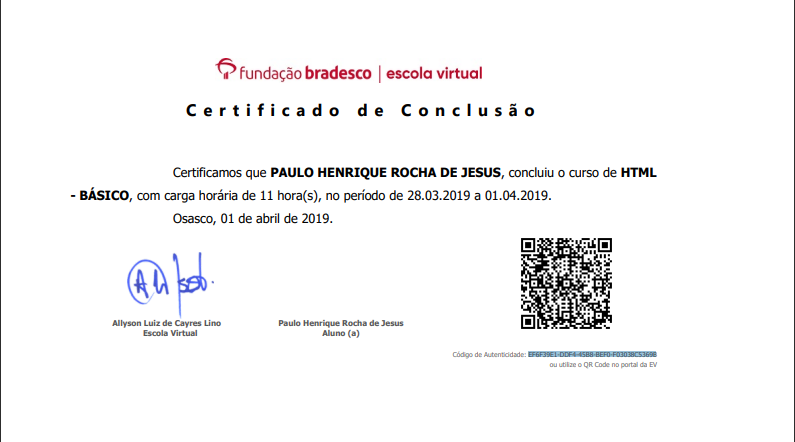 fundação bradesco | escola virtual
Certificado de Conclusão
Certificamos que PAULO HENRIQUE ROCHA DE JESUS, concluiu o curso de HTML
- BÁSICO, com carga horária de 11 hora(s), no período de 28.03.2019 a 01.04.2019.
Osasco, 01 de abril de 2019.
Allyson Luiz de Cayres Lino
Escola Virtual
Paulo Henrique Rocha de Jesus
Aluno (a)
Código de Autenticidade: EF6F39E1-DDF4-45BB-BEF0-F0303BC5369B
ou utilize o QR Code no portal da EV